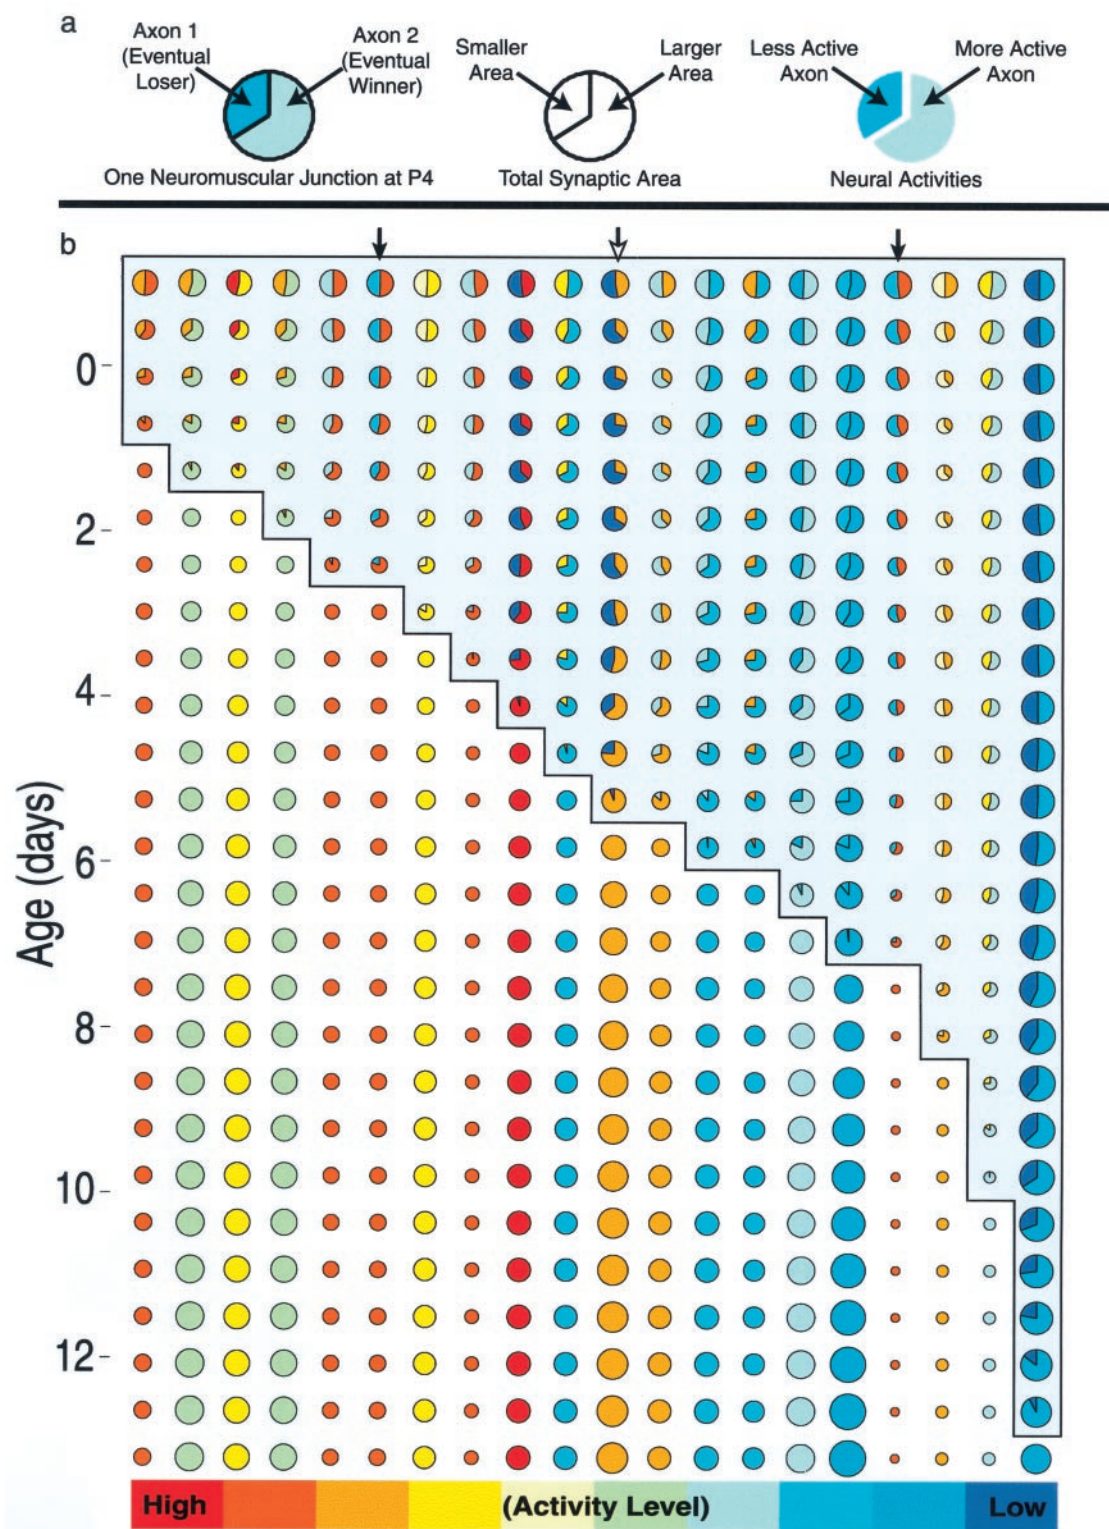 a
Axon 1
(Eventual
Loser)
Axon 2
(Eventual
Winner)
One Neuromuscular Junction at P4
Smaller
Area
Larger
Area
Total Synaptic Area
Less Active
Axon
More Active
Axon
Neural Activities
b
Age (days)
0
2
4
6
8
10
12
High (Activity Level) Low